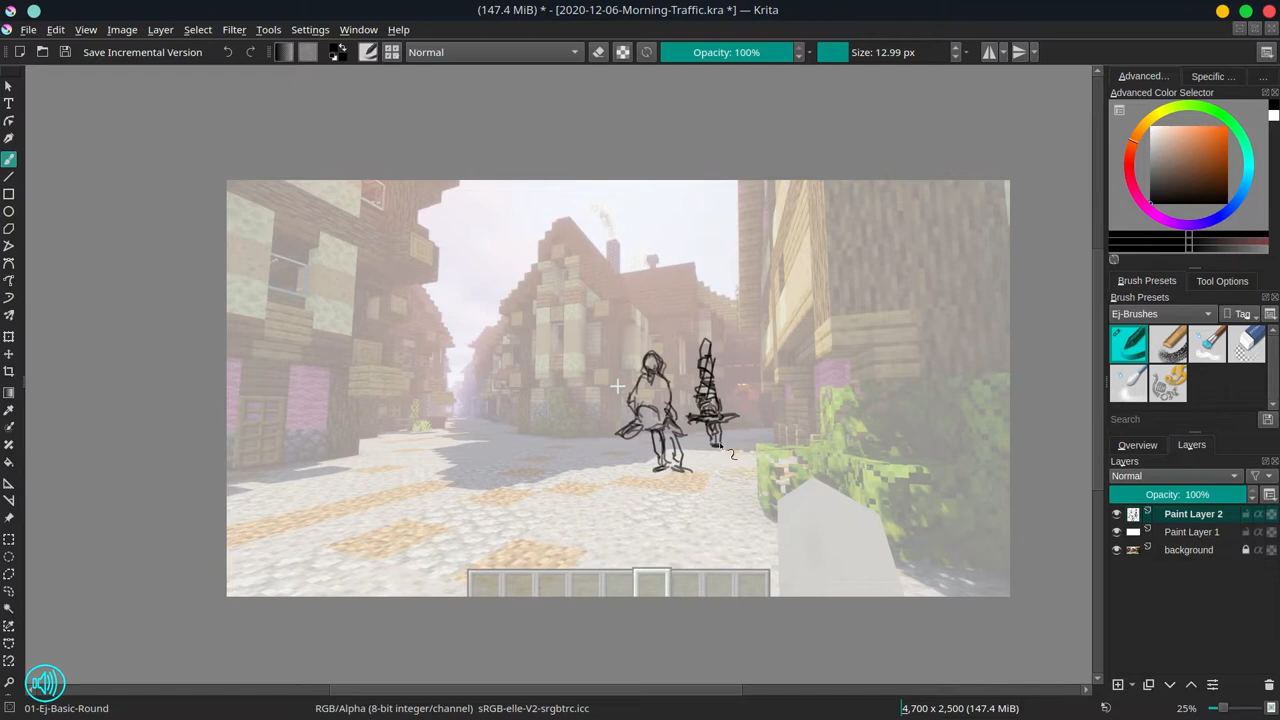 (147.4 MiB) * - [2020-12-06-Morning-Traffic.kra *] — Krita
File Edit View Image Layer Select Filter Tools Settings Window Help
Save Incremental Version Normal Opacity: 100% Size: 12.99 px
Advanced... Specific ... ...
Advanced Color Selector
Brush Presets Tool Options
Brush Presets
Ej-Brushes Tag
Search
Overview Layers
Layers
Normal
Opacity: 100%
Paint Layer 2
Paint Layer 1
background
01-Ej-Basic-Round RGB/Alpha (8-bit integer/channel) sRGB-elle-V2-srgbtrc.icc 4,700 x 2,500 (147.4 MiB) 25%